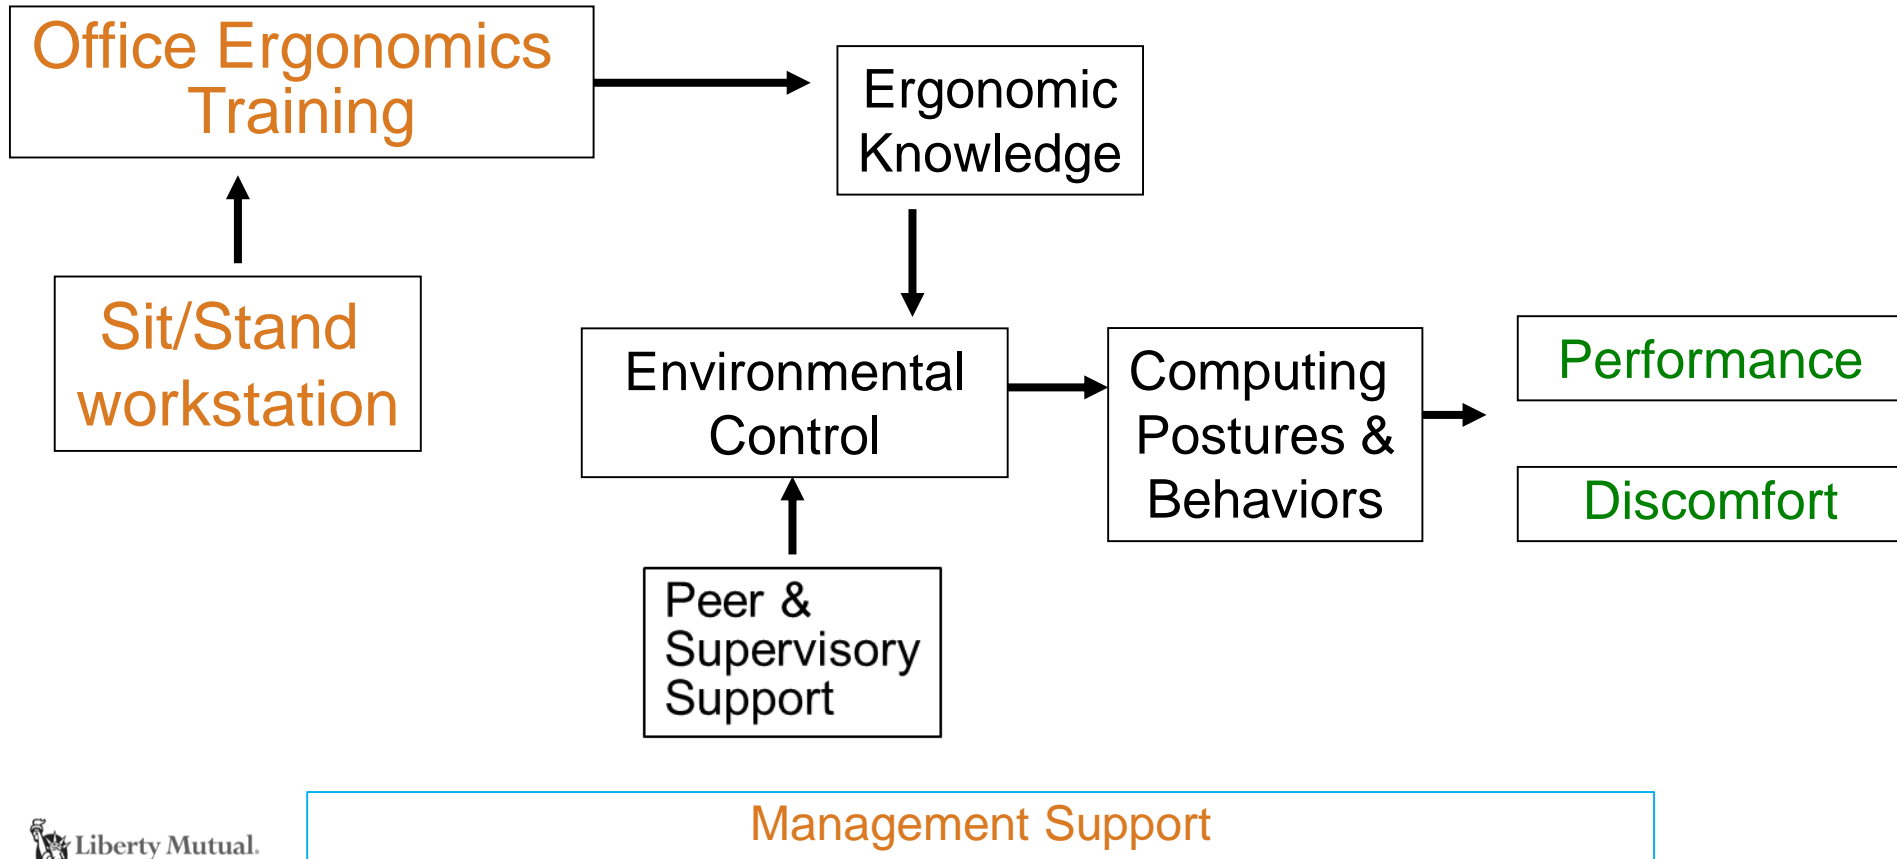 Office Ergonomics
Training
Ergonomic
Knowledge
Sit/Stand
workstation
Environmental
Control
Computing
Postures &
Behaviors
Performance
Discomfort
Peer &
Supervisory
Support
Management Support
Liberty Mutual.